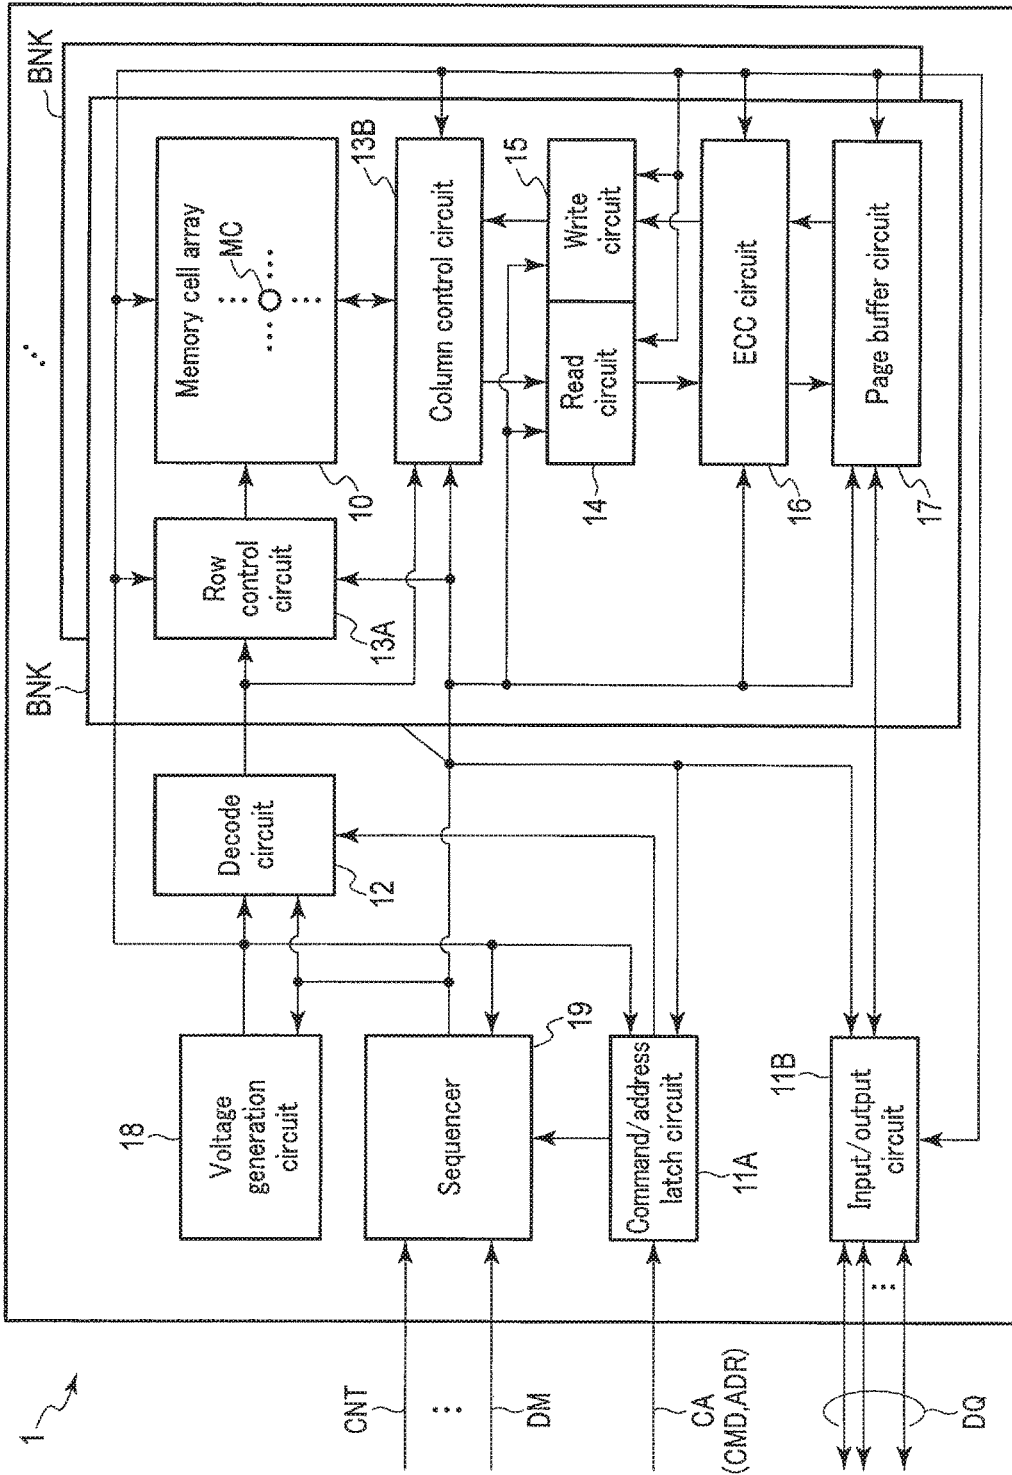 1
BNK
BNK
CNT
DM
CA
(CMD,ADR)
DQ
18
Voltage
generation
circuit
Sequencer
19
Command/address
latch circuit
11A
11B
Input/output
circuit
Decode
circuit
12
Row
control
circuit
13A
Memory cell array
MC
10
13B
Column control circuit
15
Write
circuit
Read
circuit
14
ECC circuit
16
Page buffer circuit
17